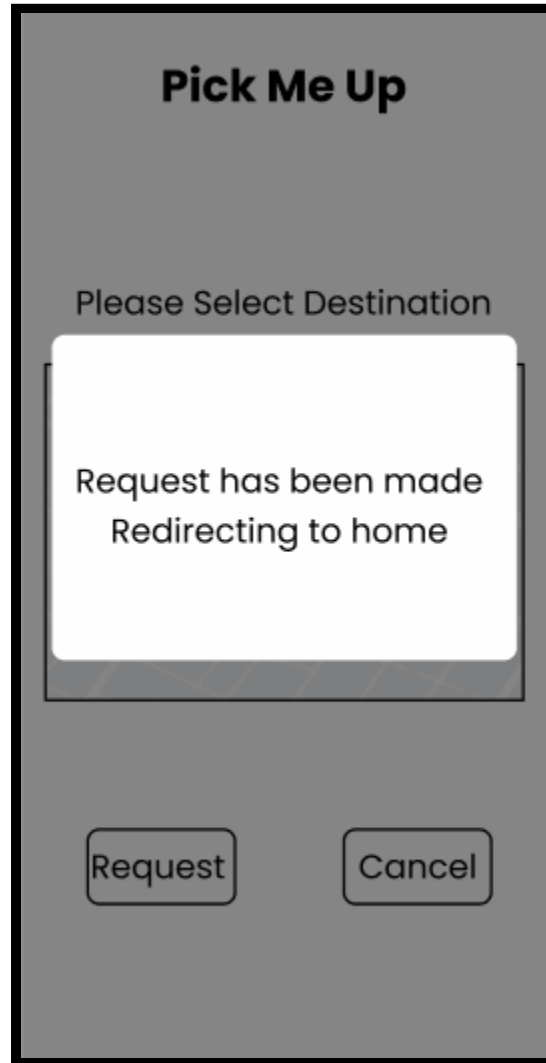 Pick Me Up
Please Select Destination
Request has been made
Redirecting to home
Request
Cancel